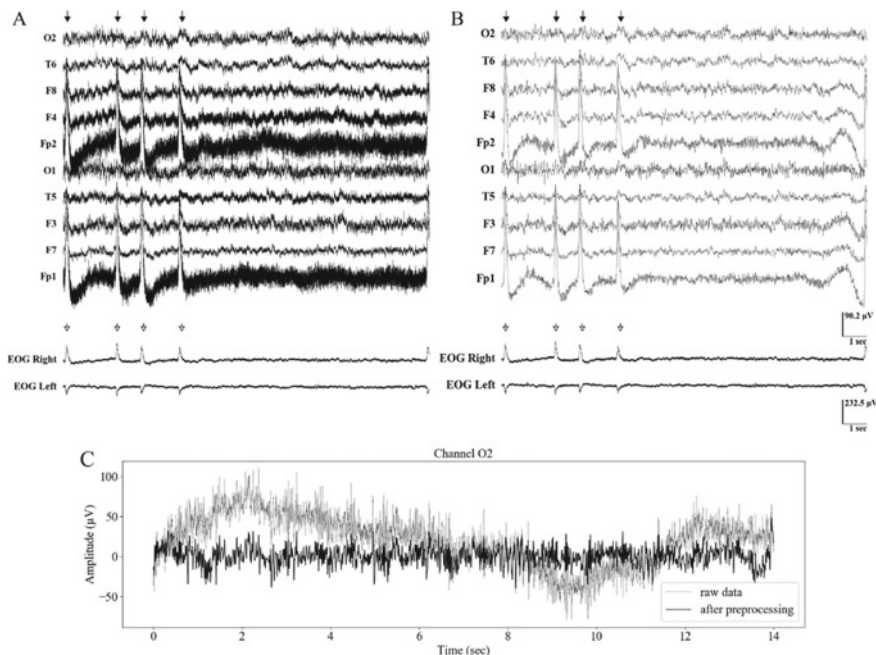 A
O2
T6
F8
F4
Fp2
O1
T5
F3
F7
Fp1
EOG Right
EOG Left
B
O2
T6
F8
F4
Fp2
O1
T5
F3
F7
Fp1
90.2 µV
1 sec
EOG Right
EOG Left
232.5 µV
1 sec
C
Channel O2
Amplitude (µV)
100
50
0
−50
raw data
after preprocessing
0 2 4 6 8 10 12 14
Time (sec)